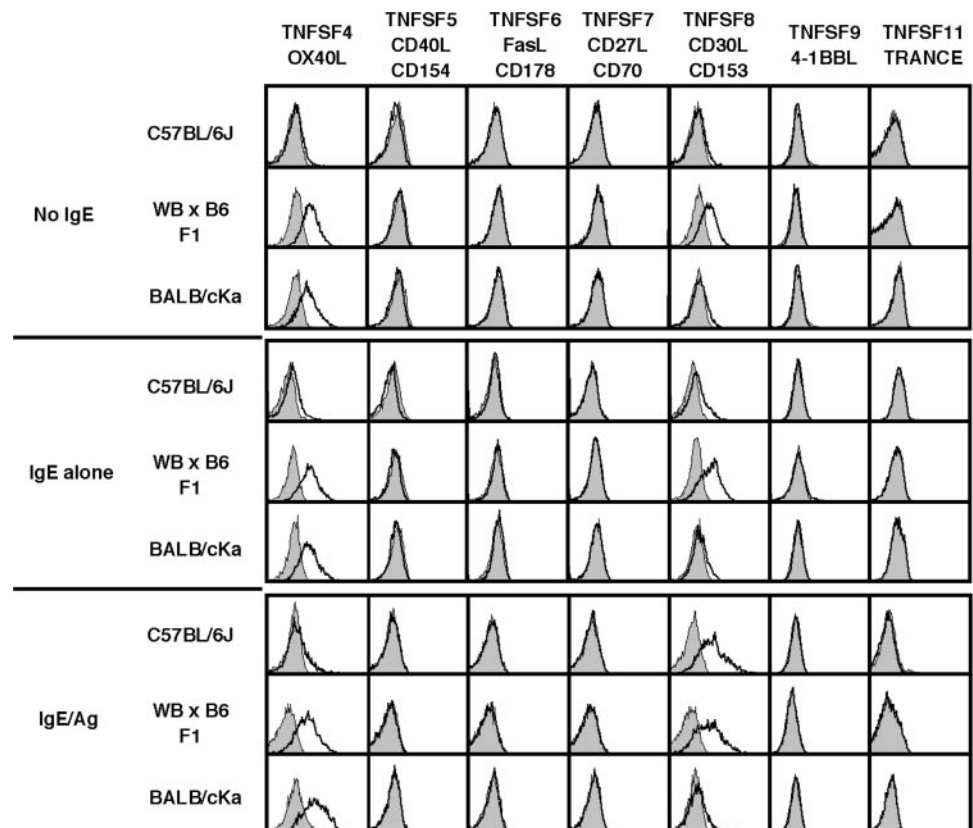 TNFSF4
OX40L
TNFSF5
CD40L
CD154
TNFSF6
FasL
CD178
TNFSF7
CD27L
CD70
TNFSF8
CD30L
CD153
TNFSF9
4-1BBL
TNFSF11
TRANCE
No IgE
C57BL/6J
WB x B6
F1
BALB/cKa
IgE alone
C57BL/6J
WB x B6
F1
BALB/cKa
IgE/Ag
C57BL/6J
WB x B6
F1
BALB/cKa